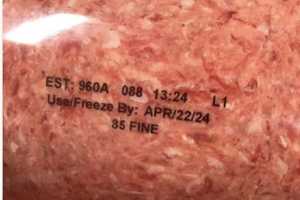 EST: 960A 088 13:24 L1
Use/Freeze By: APR/22/24
85 FINE